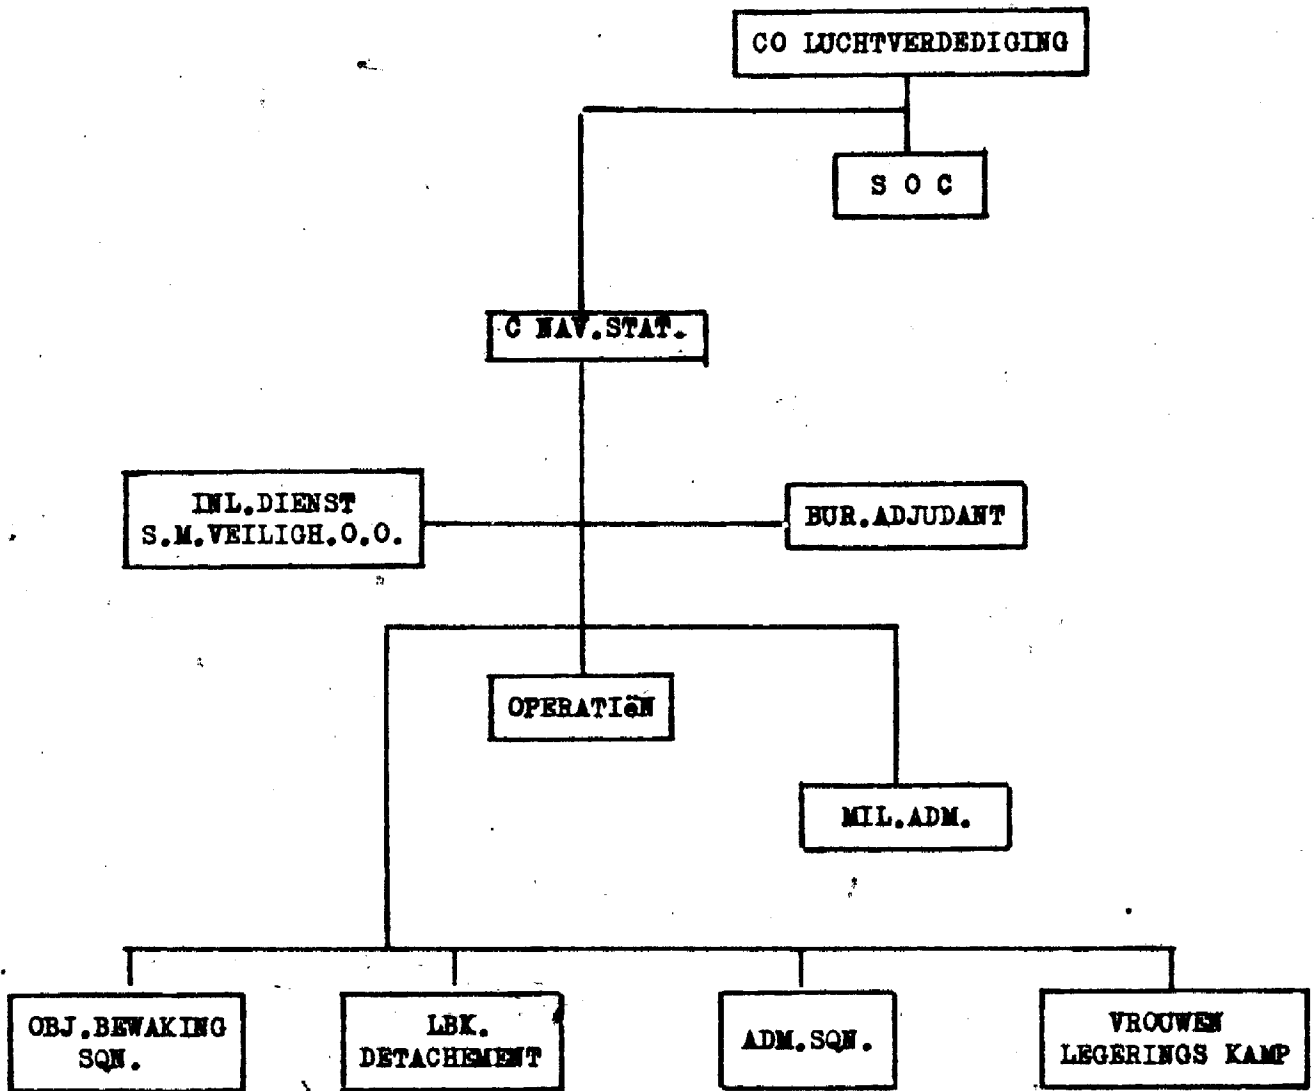 CO LUCHTVERDEDIGING
S O C
C NAV.STAT.
INL.DIENST
S.M.VEILIGH.O.O.
BUR.ADJUDANT
OPERATIëN
MIL.ADM.
OBJ.BEWAKING
SQN.
LBK.
DETACHEMENT
ADM.SQN.
VROUWEN
LEGERINGS KAMP